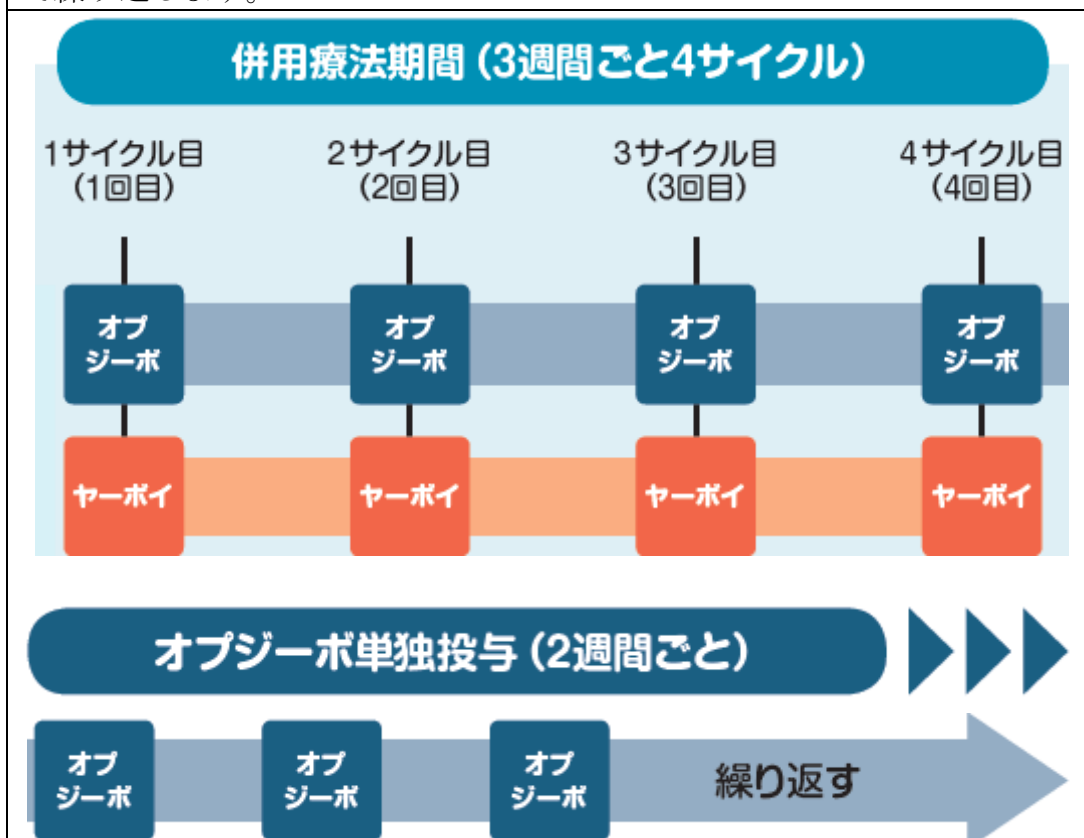 併用療法期間(3週間ごと4サイクル)
1サイクル目
(1回目)
2サイクル目
(2回目)
3サイクル目
(3回目)
4サイクル目
(4回目)
オプ
ジーボ
オプ
ジーボ
オプ
ジーボ
オプ
ジーボ
ヤーボイ
ヤーボイ
ヤーボイ
ヤーボイ
オプジーボ単独投与(2週間ごと)
オプ
ジーボ
オプ
ジーボ
オプ
ジーボ
繰り返す